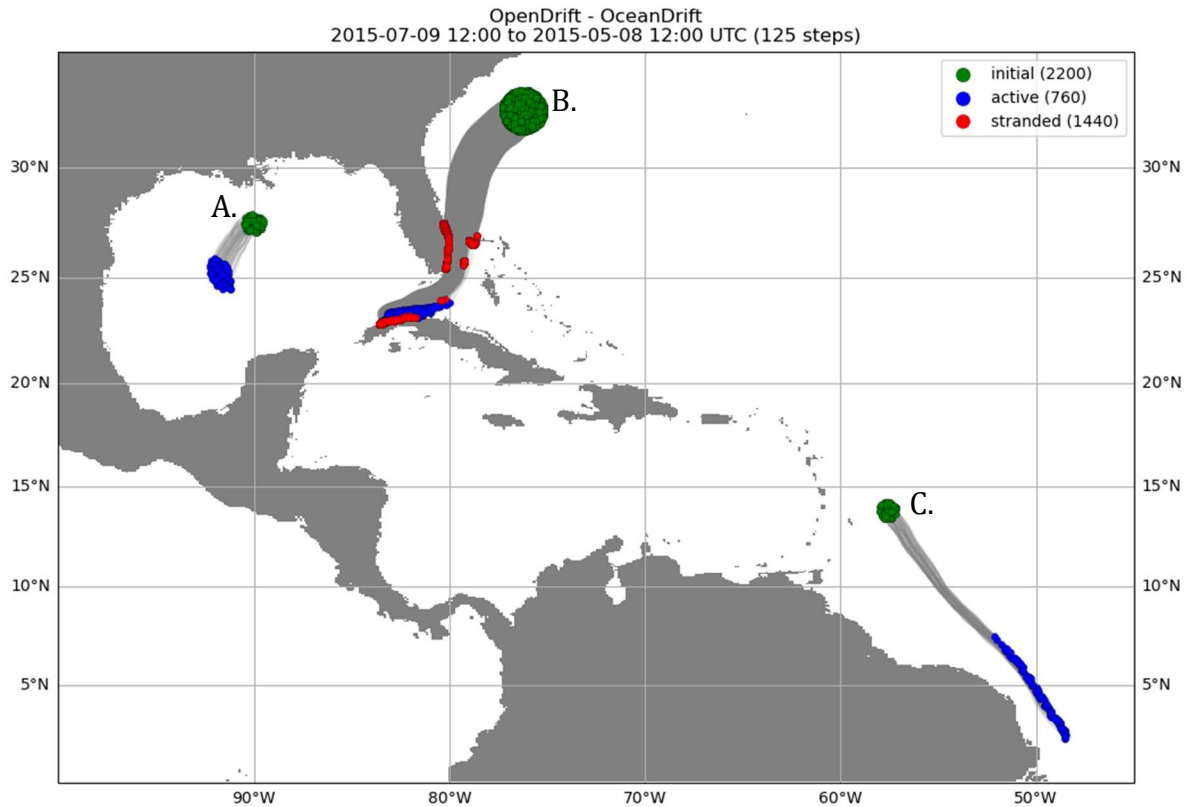 OpenDrift - OceanDrift
2015-07-09 12:00 to 2015-05-08 12:00 UTC (125 steps)
initial (2200)
active (760)
stranded (1440)
A.
B.
C.
30°N
30°N
25°N
25°N
20°N
20°N
15°N
15°N
10°N
10°N
5°N
5°N
90°W
80°W
70°W
60°W
50°W